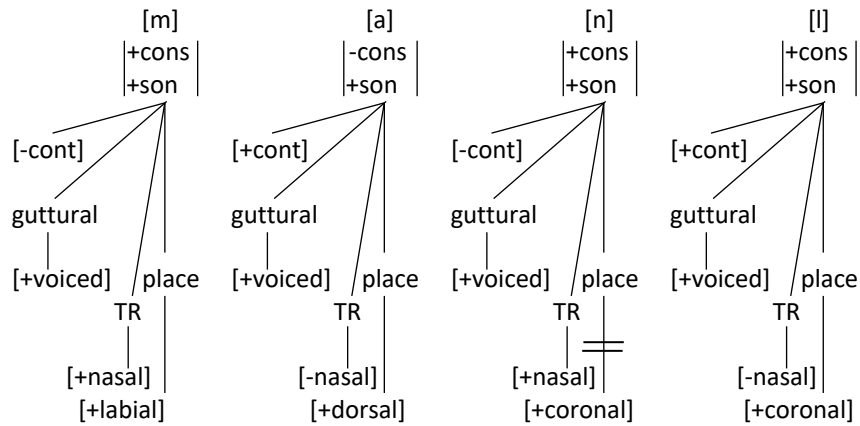 [m] [a] [n] [l]
+cons -cons +cons +cons
+son +son +son +son
[-cont] [+cont] [-cont] [+cont]
guttural guttural guttural guttural
[+voiced] place [+voiced] place [+voiced] place [+voiced] place
TR TR TR TR
[+nasal] [-nasal] [+nasal] [-nasal]
[+labial] [+dorsal] [+coronal] [+coronal]